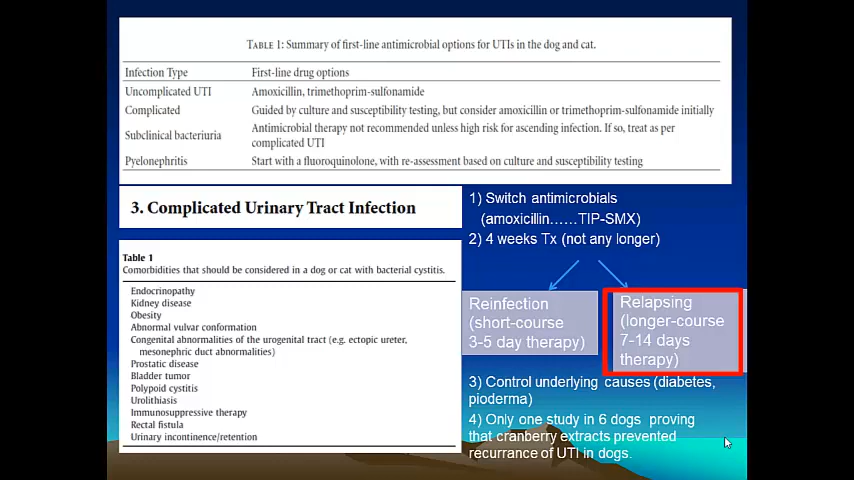 TABLE 1: Summary of first-line antimicrobial options for UTIs in the dog and cat.
Infection Type First-line drug options
Uncomplicated UTI Amoxicillin, trimethoprim-sulfonamide
Complicated Guided by culture and susceptibility testing, but consider amoxicillin or trimethoprim-sulfonamide initially
Subclinical bacteriuria Antimicrobial therapy not recommended unless high risk for ascending infection. If so, treat as per
complicated UTI
Pyelonephritis Start with a fluoroquinolone, with re-assessment based on culture and susceptibility testing
3. Complicated Urinary Tract Infection
Table 1
Comorbidities that should be considered in a dog or cat with bacterial cystitis.
Endocrinopathy
Kidney disease
Obesity
Abnormal vulvar conformation
Congenital abnormalities of the urogenital tract (e.g. ectopic ureter,
mesonephric duct abnormalities)
Prostatic disease
Bladder tumor
Polypoid cystitis
Urolithiasis
Immunosuppressive therapy
Rectal fistula
Urinary incontinence/retention
1) Switch antimicrobials
(amoxicillin......TIP-SMX)
2) 4 weeks Tx (not any longer)
Reinfection
(short-course
3-5 day therapy)
Relapsing
(longer-course
7-14 days
therapy)
3) Control underlying causes (diabetes,
pioderma)
4) Only one study in 6 dogs proving
that cranberry extracts prevented
recurrance of UTI in dogs.